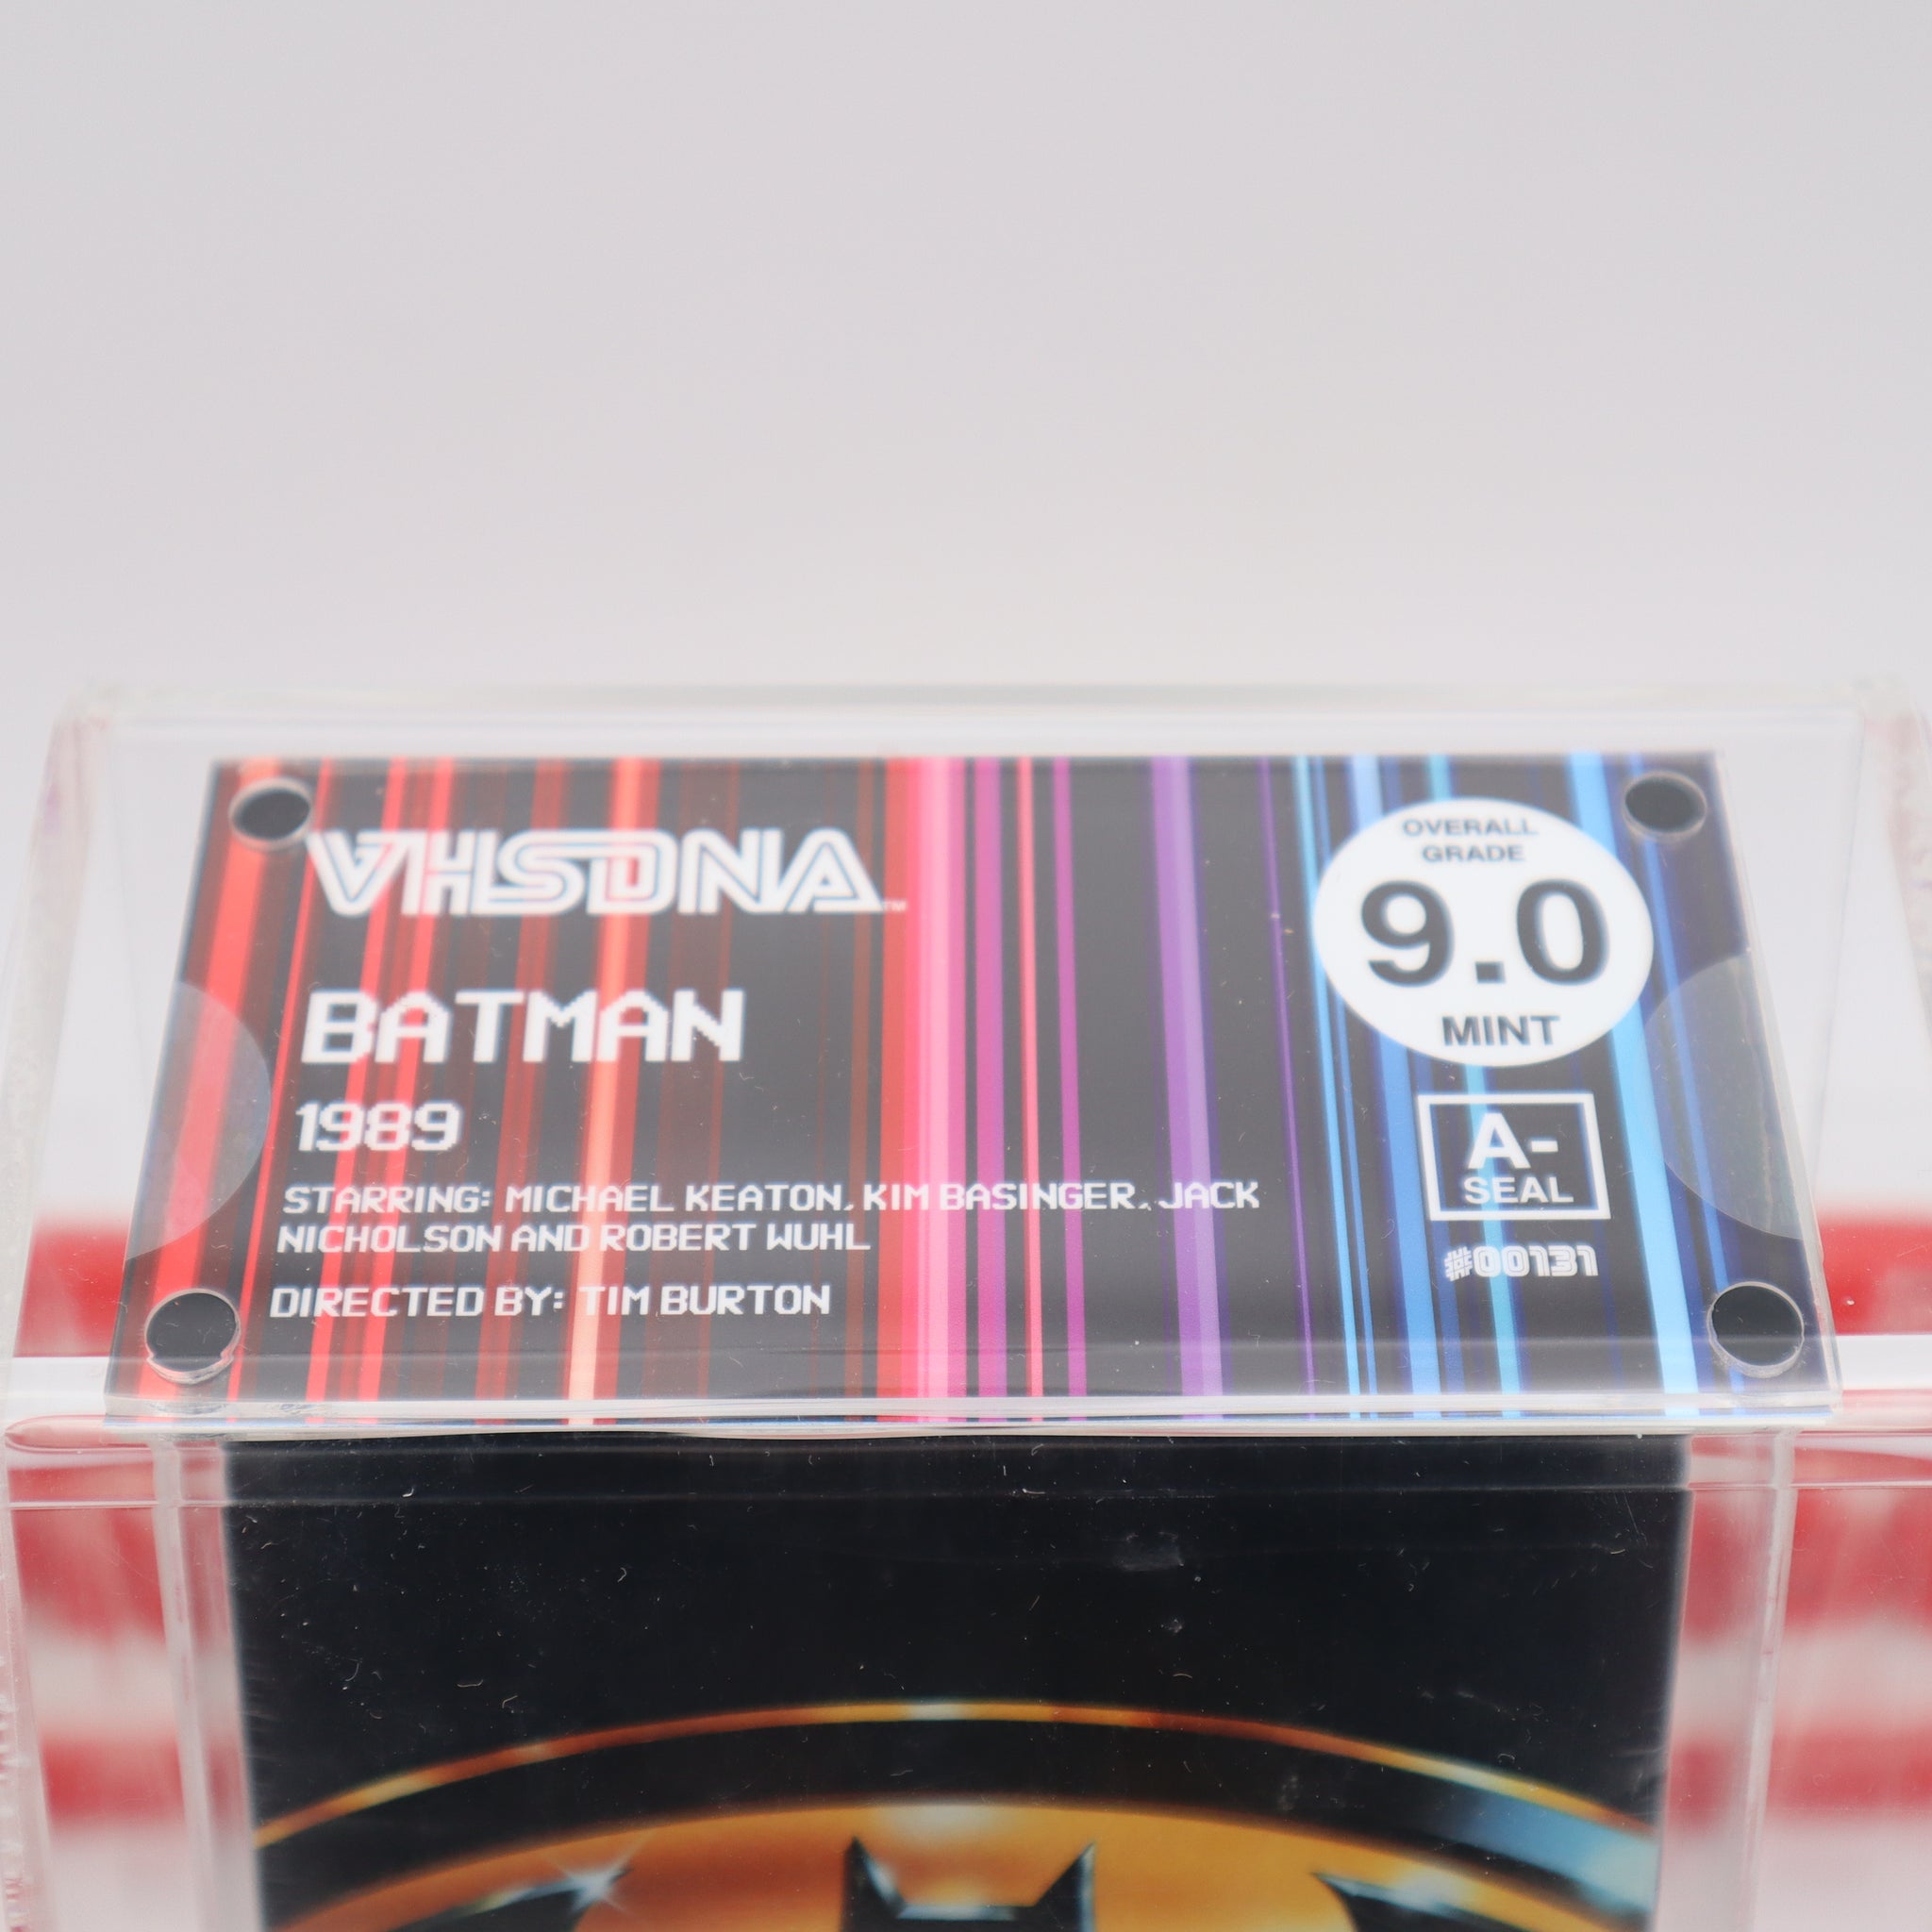 VHSDNA™
BATMAN
1989
STARRING: MICHAEL KEATON, KIM BASINGER, JACK
NICHOLSON AND ROBERT WUHL
DIRECTED BY: TIM BURTON
OVERALL
GRADE
9.0
MINT
A-
SEAL
#00131